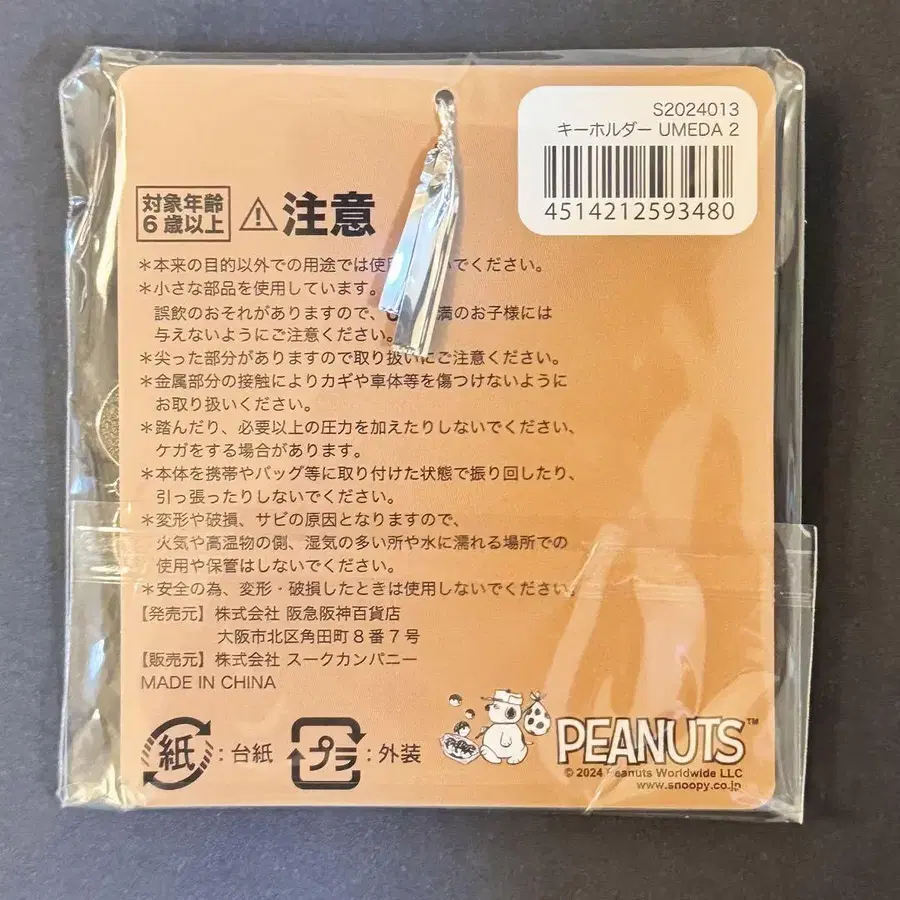 S2024013
キーホルダー UMEDA 2
4514212593480
対象年齢
6歳以上
注意
＊本来の目的以外での用途では使 でください。
＊小さな部品を使用しています。
誤飲のおそれがありますので、 満のお子様には
与えないようにご注意ください。
＊尖った部分がありますので取り扱いにご注意ください。
＊金属部分の接触によりカギや車体等を傷つけないように
お取り扱いください。
＊踏んだり、必要以上の圧力を加えたりしないでください、
ケガをする場合があります。
＊本体を携帯やバッグ等に取り付けた状態で振り回したり、
引っ張ったりしないでください。
＊変形や破損、サビの原因となりますので、
火気や高温物の側、湿気の多い所や水に濡れる場所での
使用や保管はしないでください。
＊安全の為、変形・破損したときは使用しないでください。
【発売元】株式会社 阪急阪神百貨店
大阪市北区角田町8番7号
【販売元】株式会社 スークカンパニー
MADE IN CHINA
紙：台紙 プラ：外装
PEANUTS™
© 2024 Peanuts Worldwide LLC
www.snoopy.co.jp